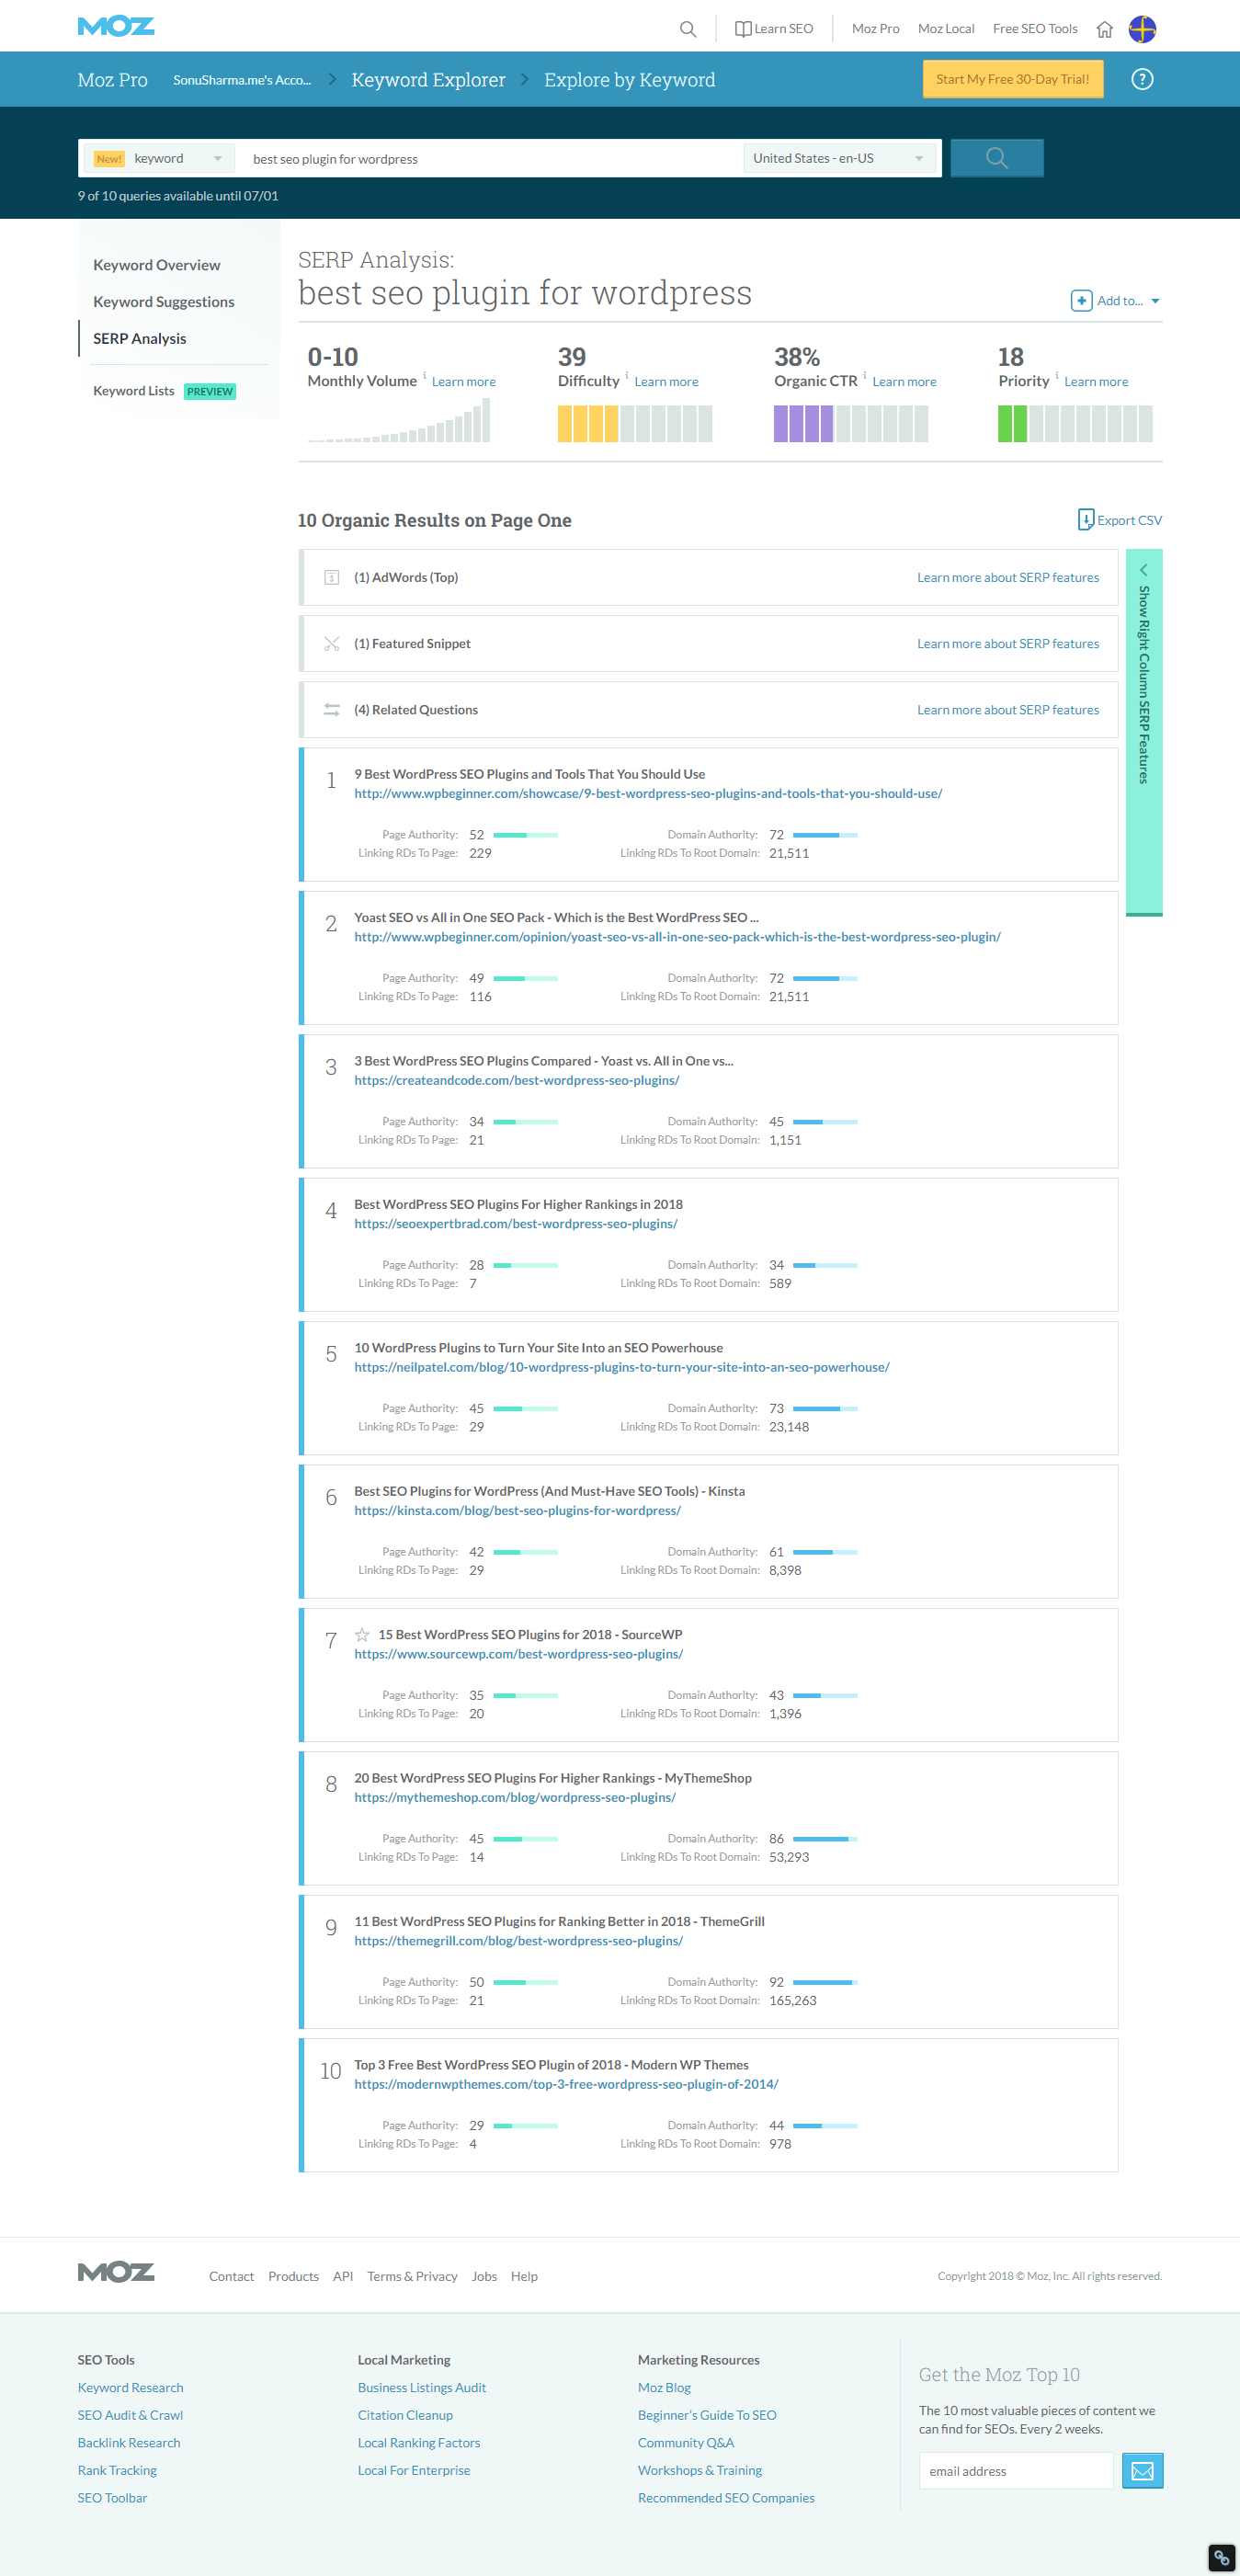 MOZ
Learn SEO
Moz Pro
Moz Local
Free SEO Tools
Moz Pro
SonuSharma.me's Acco...
Keyword Explorer
Explore by Keyword
Start My Free 30-Day Trial!
?
New! keyword
best seo plugin for wordpress
United States - en-US
9 of 10 queries available until 07/01
Keyword Overview
Keyword Suggestions
SERP Analysis
Keyword Lists PREVIEW
SERP Analysis:
best seo plugin for wordpress
Add to...
0-10
Monthly Volume i Learn more
39
Difficulty i Learn more
38%
Organic CTR i Learn more
18
Priority i Learn more
10 Organic Results on Page One
Export CSV
Show Right Column SERP Features
(1) AdWords (Top)
Learn more about SERP features
(1) Featured Snippet
Learn more about SERP features
(4) Related Questions
Learn more about SERP features
1
9 Best WordPress SEO Plugins and Tools That You Should Use
http://www.wpbeginner.com/showcase/9-best-wordpress-seo-plugins-and-tools-that-you-should-use/
Page Authority: 52
Domain Authority: 72
Linking RDs To Page: 229
Linking RDs To Root Domain: 21,511
2
Yoast SEO vs All in One SEO Pack - Which is the Best WordPress SEO ...
http://www.wpbeginner.com/opinion/yoast-seo-vs-all-in-one-seo-pack-which-is-the-best-wordpress-seo-plugin/
Page Authority: 49
Domain Authority: 72
Linking RDs To Page: 116
Linking RDs To Root Domain: 21,511
3
3 Best WordPress SEO Plugins Compared - Yoast vs. All in One vs...
https://createandcode.com/best-wordpress-seo-plugins/
Page Authority: 34
Domain Authority: 45
Linking RDs To Page: 21
Linking RDs To Root Domain: 1,151
4
Best WordPress SEO Plugins For Higher Rankings in 2018
https://seoexpertbrad.com/best-wordpress-seo-plugins/
Page Authority: 28
Domain Authority: 34
Linking RDs To Page: 7
Linking RDs To Root Domain: 589
5
10 WordPress Plugins to Turn Your Site Into an SEO Powerhouse
https://neilpatel.com/blog/10-wordpress-plugins-to-turn-your-site-into-an-seo-powerhouse/
Page Authority: 45
Domain Authority: 73
Linking RDs To Page: 29
Linking RDs To Root Domain: 23,148
6
Best SEO Plugins for WordPress (And Must-Have SEO Tools) - Kinsta
https://kinsta.com/blog/best-seo-plugins-for-wordpress/
Page Authority: 42
Domain Authority: 61
Linking RDs To Page: 29
Linking RDs To Root Domain: 8,398
7
15 Best WordPress SEO Plugins for 2018 - SourceWP
https://www.sourcewp.com/best-wordpress-seo-plugins/
Page Authority: 35
Domain Authority: 43
Linking RDs To Page: 20
Linking RDs To Root Domain: 1,396
8
20 Best WordPress SEO Plugins For Higher Rankings - MyThemeShop
https://mythemeshop.com/blog/wordpress-seo-plugins/
Page Authority: 45
Domain Authority: 86
Linking RDs To Page: 14
Linking RDs To Root Domain: 53,293
9
11 Best WordPress SEO Plugins for Ranking Better in 2018 - ThemeGrill
https://themegrill.com/blog/best-wordpress-seo-plugins/
Page Authority: 50
Domain Authority: 92
Linking RDs To Page: 21
Linking RDs To Root Domain: 165,263
10
Top 3 Free Best WordPress SEO Plugin of 2018 - Modern WP Themes
https://modernwpthemes.com/top-3-free-wordpress-seo-plugin-of-2014/
Page Authority: 29
Domain Authority: 44
Linking RDs To Page: 4
Linking RDs To Root Domain: 978
MOZ
Contact Products API Terms & Privacy Jobs Help
Copyright 2018 © Moz, Inc. All rights reserved.
SEO Tools
Keyword Research
SEO Audit & Crawl
Backlink Research
Rank Tracking
SEO Toolbar
Local Marketing
Business Listings Audit
Citation Cleanup
Local Ranking Factors
Local For Enterprise
Marketing Resources
Moz Blog
Beginner's Guide To SEO
Community Q&A
Workshops & Training
Recommended SEO Companies
Get the Moz Top 10
The 10 most valuable pieces of content we
can find for SEOs. Every 2 weeks.
email address